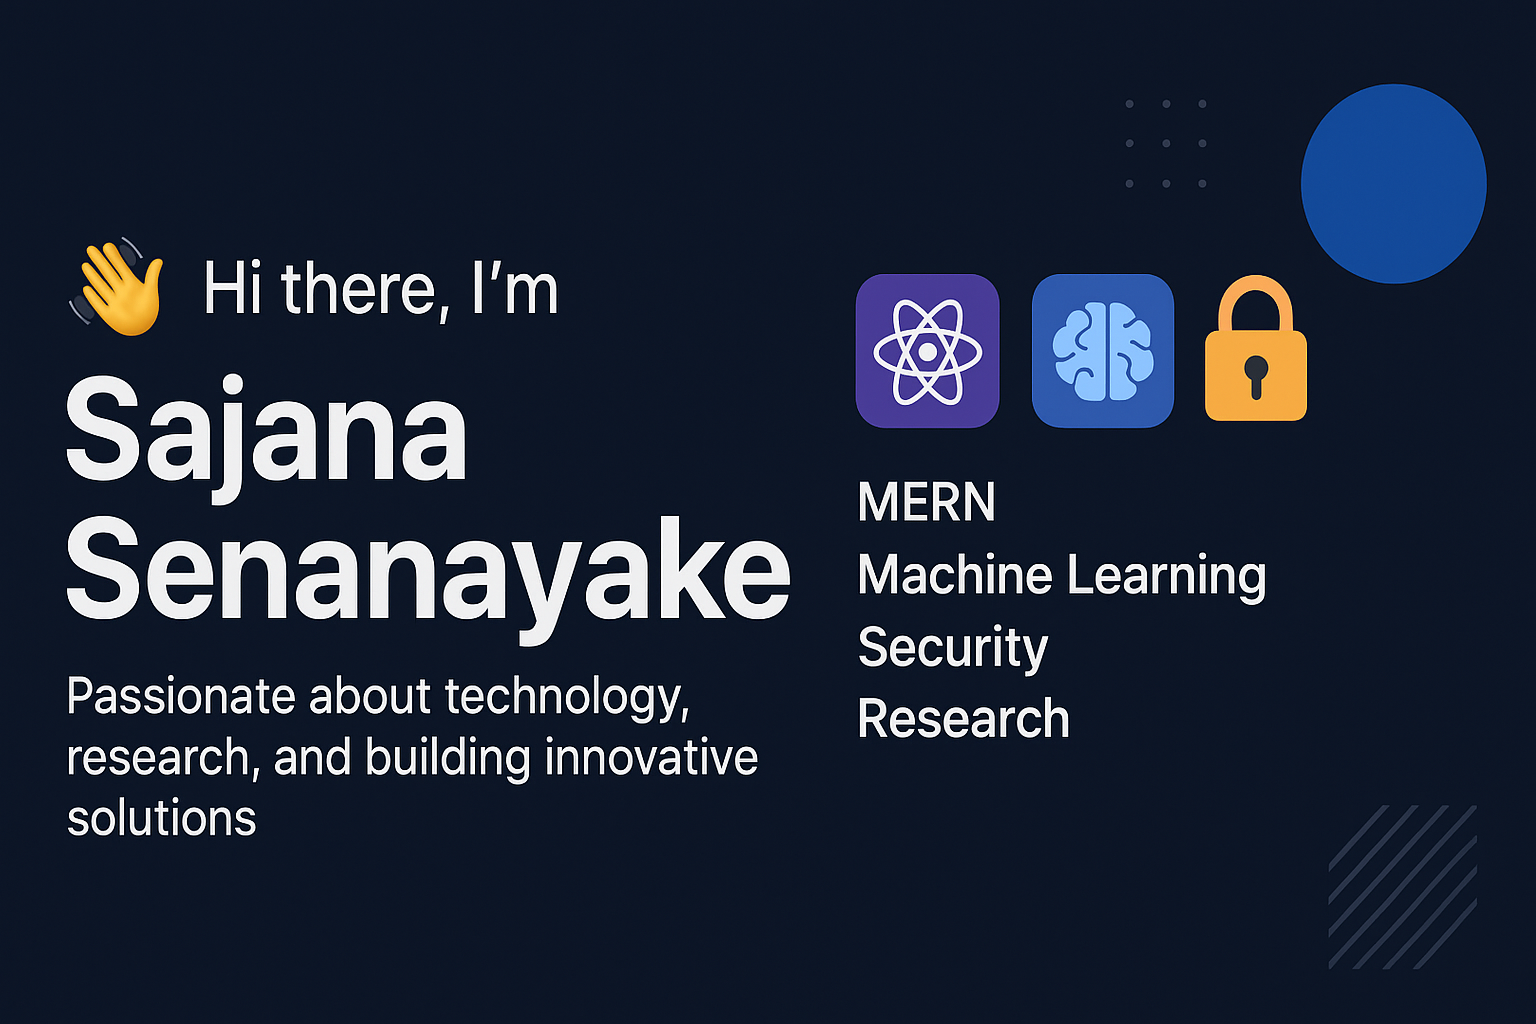 Hi there, I’m
Sajana
Senanayake
Passionate about technology,
research, and building innovative
solutions
MERN
Machine Learning
Security
Research